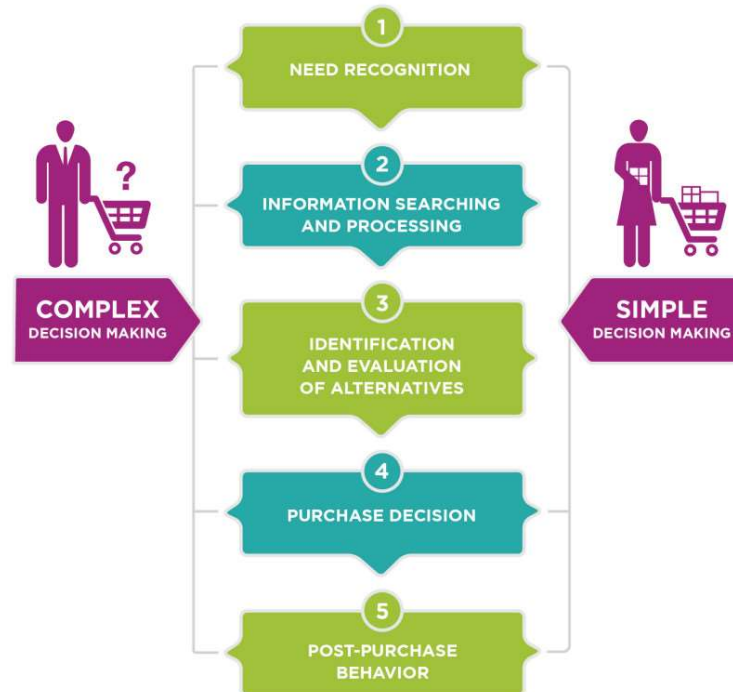 1
NEED RECOGNITION
2
INFORMATION SEARCHING
AND PROCESSING
?
COMPLEX
DECISION MAKING
3
IDENTIFICATION
AND EVALUATION
OF ALTERNATIVES
SIMPLE
DECISION MAKING
4
PURCHASE DECISION
5
POST-PURCHASE
BEHAVIOR